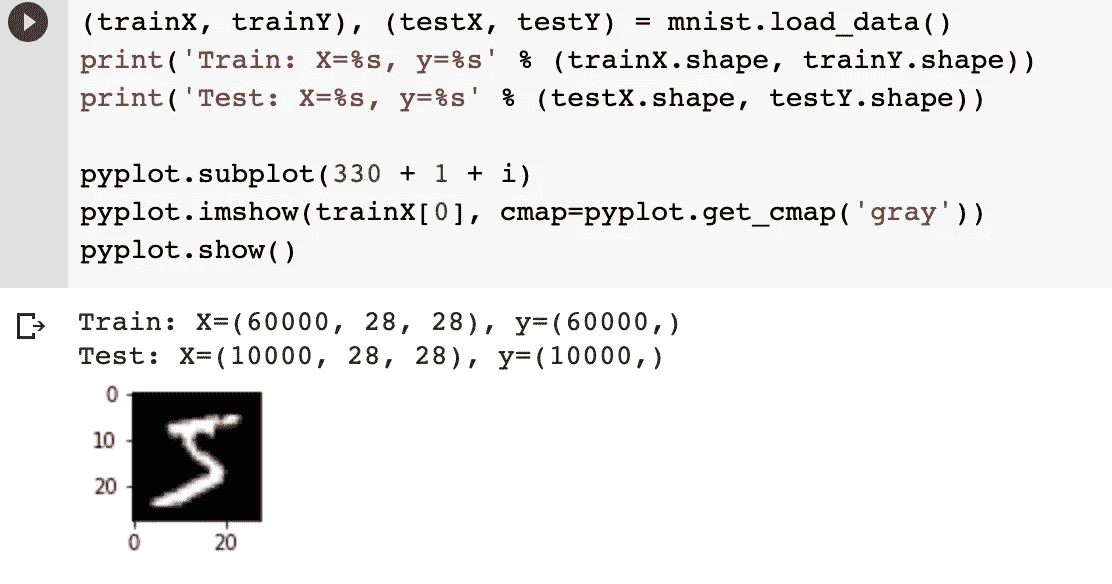 (trainX, trainY), (testX, testY) = mnist.load_data()
print('Train: X=%s, y=%s' % (trainX.shape, trainY.shape))
print('Test: X=%s, y=%s' % (testX.shape, testY.shape))
pyplot.subplot(330 + 1 + i)
pyplot.imshow(trainX[0], cmap=pyplot.get_cmap('gray'))
pyplot.show()
Train: X=(60000, 28, 28), y=(60000,)
Test: X=(10000, 28, 28), y=(10000,)
0
10
20
5
0 20